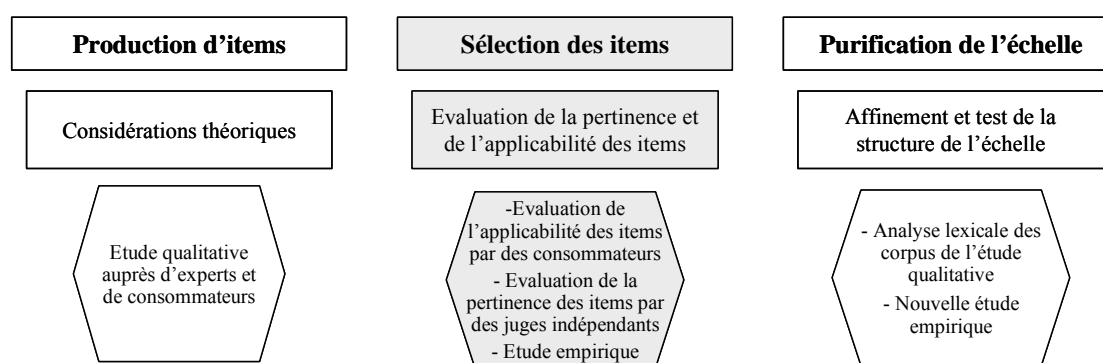 Production d’items
Considérations théoriques
Etude qualitative
auprès d’experts et
de consommateurs
Sélection des items
Evaluation de la pertinence et
de l’applicabilité des items
-Evaluation de
l’applicabilité des items
par des consommateurs
- Evaluation de la
pertinence des items par
des juges indépendants
- Etude empirique
Purification de l’échelle
Affinement et test de la
structure de l’échelle
- Analyse lexicale des
corpus de l’étude
qualitative
- Nouvelle étude
empirique